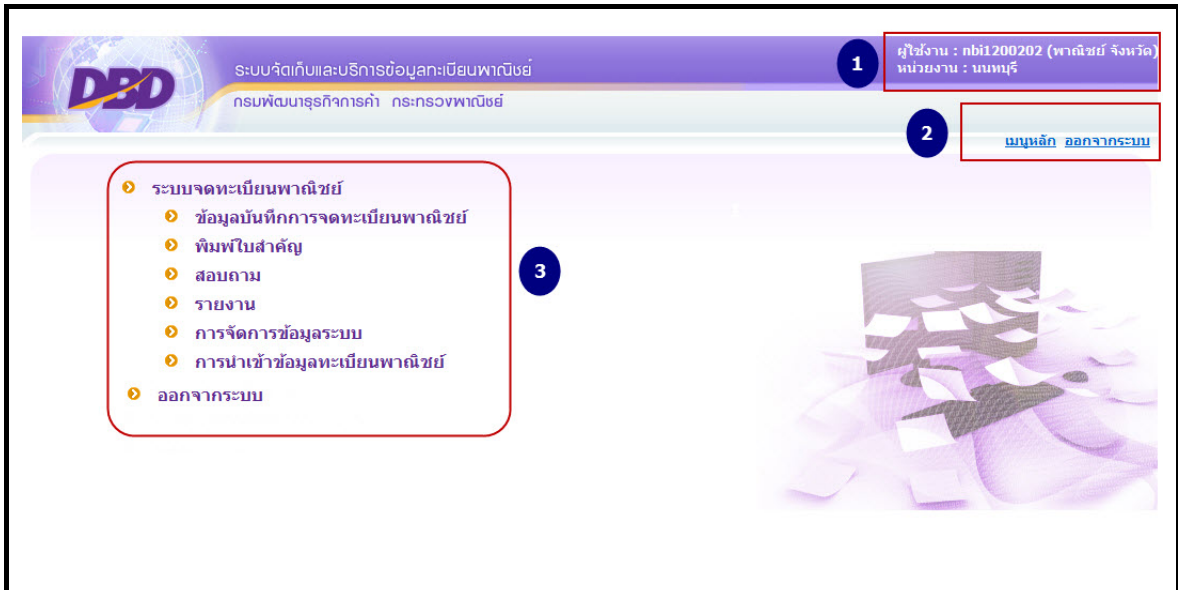 DBD
ระบบจัดเก็บและบริการข้อมูลทะเบียนพาณิชย์
กรมพัฒนาธุรกิจการค้า กระทรวงพาณิชย์
1
ผู้ใช้งาน : nbi1200202 (พาณิชย์ จังหวัด)
หน่วยงาน : นนทบุรี
2
เมนูหลัก ออกจากระบบ
ระบบจดทะเบียนพาณิชย์
ข้อมูลบันทึกการจดทะเบียนพาณิชย์
พิมพ์ใบสำคัญ
สอบถาม
รายงาน
การจัดการข้อมูลระบบ
การนำเข้าข้อมูลทะเบียนพาณิชย์
ออกจากระบบ
3